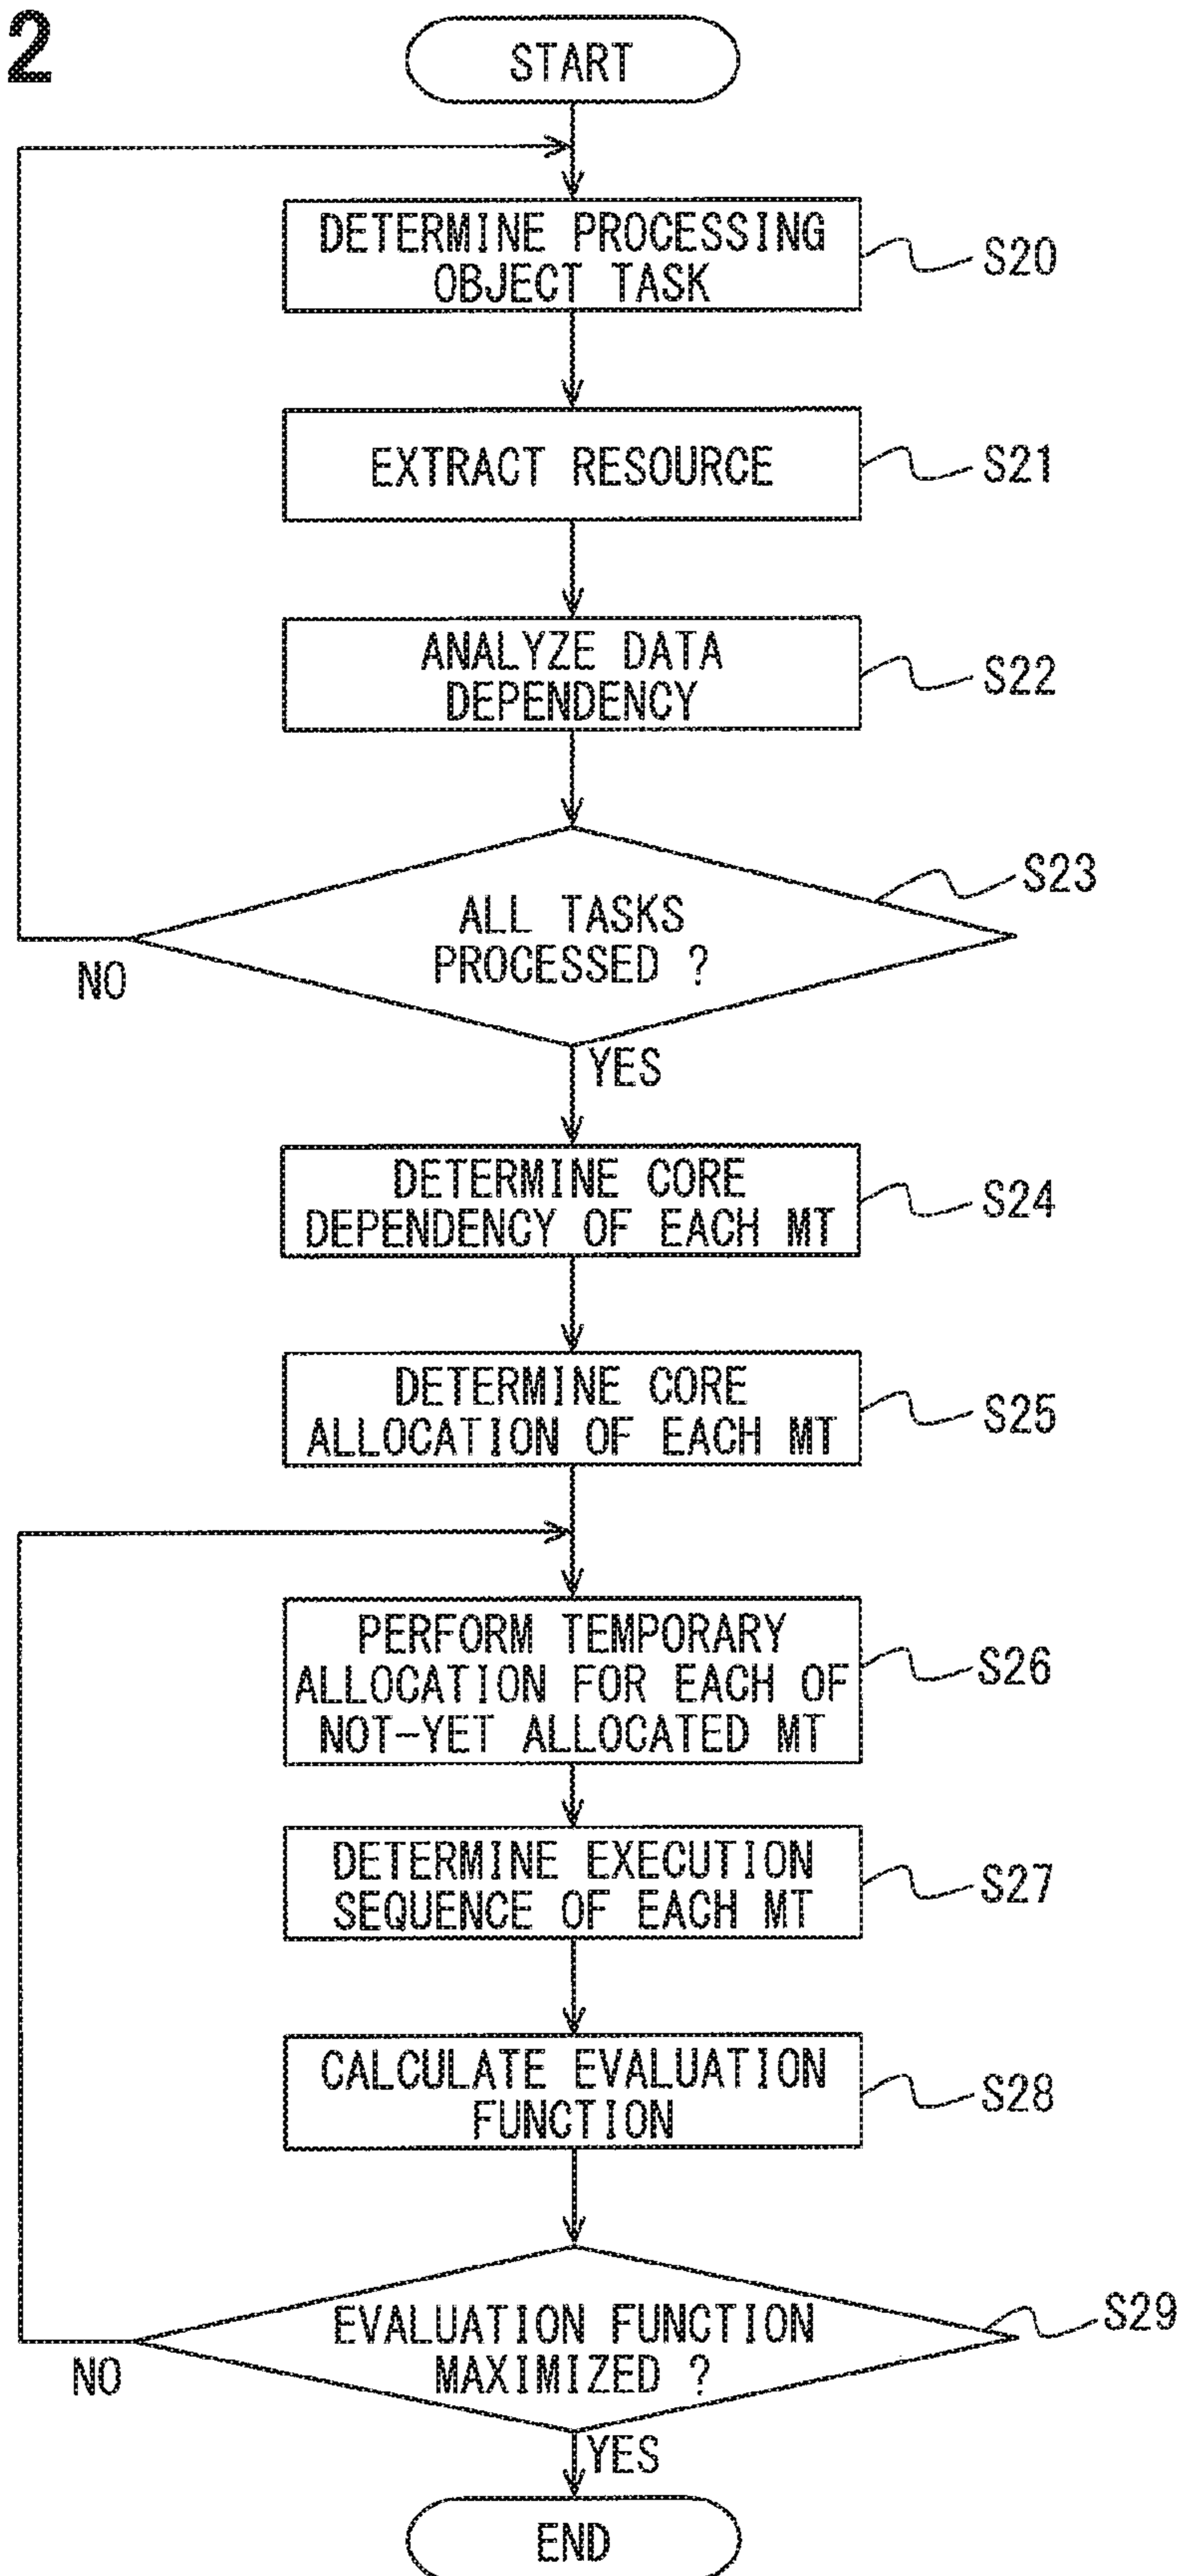 2
START
DETERMINE PROCESSING
OBJECT TASK
S20
EXTRACT RESOURCE
S21
ANALYZE DATA
DEPENDENCY
S22
ALL TASKS
PROCESSED ?
S23
NO
YES
DETERMINE CORE
DEPENDENCY OF EACH MT
S24
DETERMINE CORE
ALLOCATION OF EACH MT
S25
PERFORM TEMPORARY
ALLOCATION FOR EACH OF
NOT-YET ALLOCATED MT
S26
DETERMINE EXECUTION
SEQUENCE OF EACH MT
S27
CALCULATE EVALUATION
FUNCTION
S28
EVALUATION FUNCTION
MAXIMIZED ?
S29
NO
YES
END